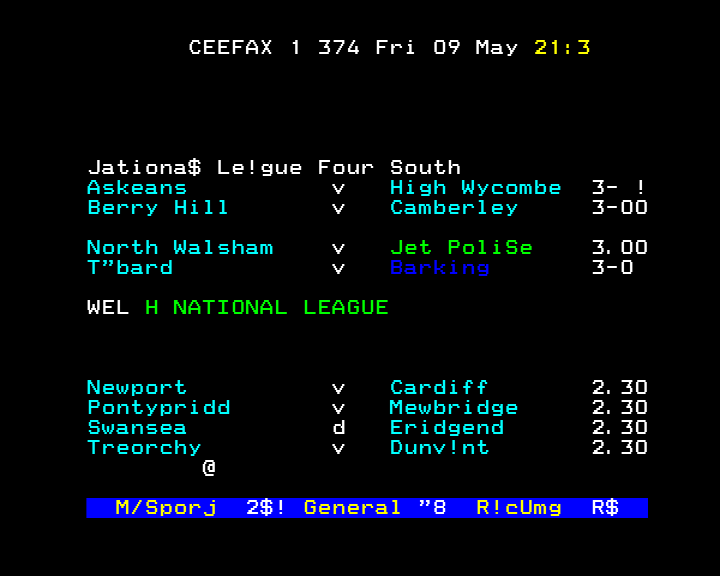 CEEFAX 1 374 Fri 09 May 21:3
Jationa$ Le!gue Four South
Askeans v High Wycombe 3- !
Berry Hill v Camberley 3-00
North Walsham v Jet PoliSe 3.00
T"bard v Barking 3-0
WEL H NATIONAL LEAGUE
Newport v Cardiff 2.30
Pontypridd v Mewbridge 2.30
Swansea d Eridgend 2.30
Treorchy v Dunv!nt 2.30
@
M/Sporj 2$! General "8 R!cUmg R$